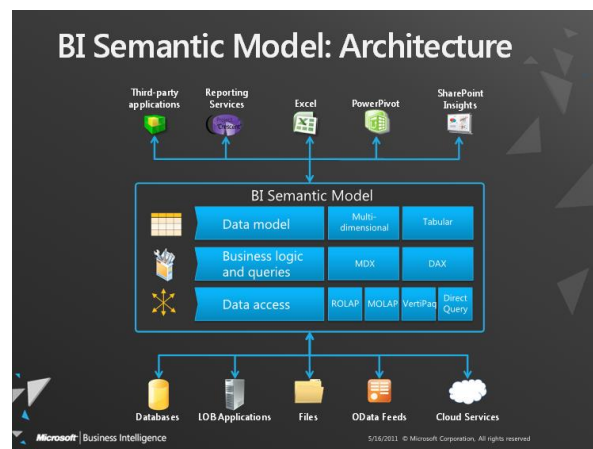 BI Semantic Model: Architecture
Third-party
applications
Reporting
Services
Excel
PowerPivot
SharePoint
Insights
"Crescent"
BI Semantic Model
Data model
Multi-
dimensional
Tabular
Business logic
and queries
MDX
DAX
Data access
ROLAP
MOLAP
VertiPaq
Direct
Query
Databases
LOB Applications
Files
OData Feeds
Cloud Services
Microsoft Business Intelligence
5/16/2011 © Microsoft Corporation, All rights reserved